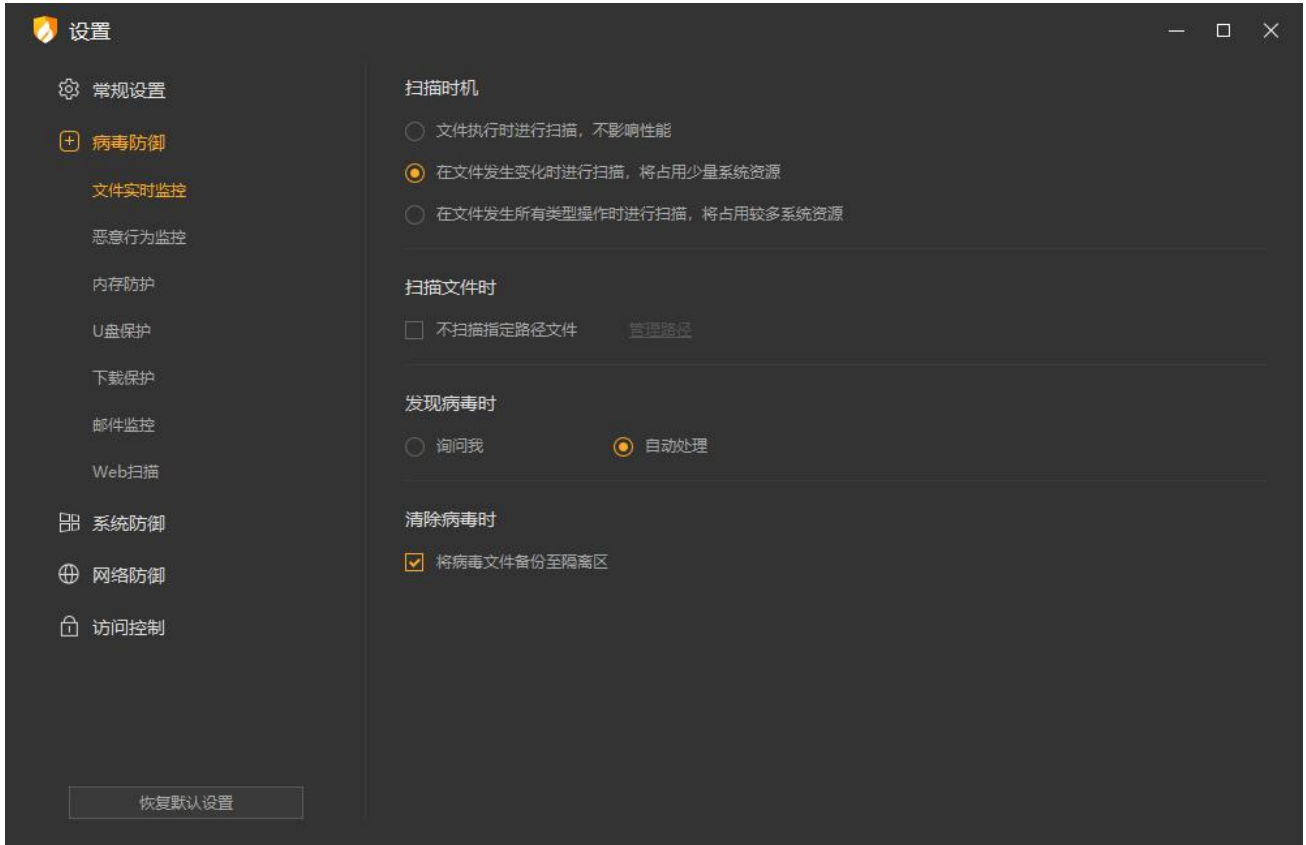 设置
常规设置
病毒防御
文件实时监控
恶意行为监控
内存防护
U盘保护
下载保护
邮件监控
Web扫描
系统防御
网络防御
访问控制
恢复默认设置
扫描时机
文件执行时进行扫描，不影响性能
在文件发生变化时进行扫描，将占用少量系统资源
在文件发生所有类型操作时进行扫描，将占用较多系统资源
扫描文件时
不扫描指定路径文件 管理路径
发现病毒时
询问我 自动处理
清除病毒时
将病毒文件备份至隔离区